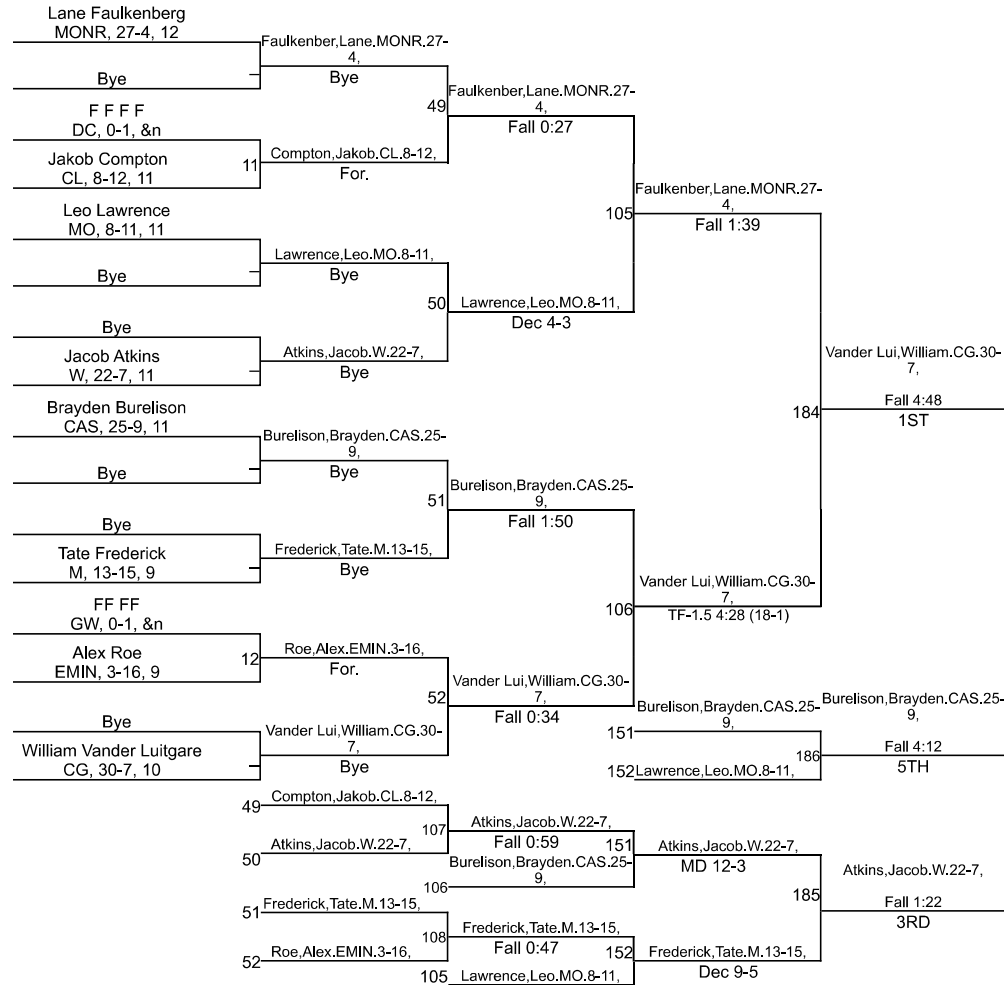 Lane Faulkenberg
MONR, 27-4, 12
Bye
F F F F
DC, 0-1, &n
Jakob Compton
CL, 8-12, 11
11
Leo Lawrence
MO, 8-11, 11
Bye
Bye
Jacob Atkins
W, 22-7, 11
Brayden Burelison
CAS, 25-9, 11
Bye
Bye
Tate Frederick
M, 13-15, 9
FF FF
GW, 0-1, &n
Alex Roe
EMIN, 3-16, 9
12
Bye
William Vander Luitgare
CG, 30-7, 10
Faulkenber,Lane.MONR.27-
4,
Bye
49
Compton,Jakob.CL.8-12,
For.
Lawrence,Leo.MO.8-11,
Bye
50
Atkins,Jacob.W.22-7,
Bye
Burelison,Brayden.CAS.25-
9,
Bye
51
Frederick,Tate.M.13-15,
Bye
Roe,Alex.EMIN.3-16,
For.
52
Vander Lui,William.CG.30-
7,
Bye
Faulkenber,Lane.MONR.27-
4,
Fall 0:27
105
Lawrence,Leo.MO.8-11,
Dec 4-3
Burelison,Brayden.CAS.25-
9,
Fall 1:50
106
Vander Lui,William.CG.30-
7,
Fall 0:34
Faulkenber,Lane.MONR.27-
4,
Fall 1:39
184
Vander Lui,William.CG.30-
7,
TF-1.5 4:28 (18-1)
Vander Lui,William.CG.30-
7,
Fall 4:48
1ST
Burelison,Brayden.CAS.25-
9,
151
186
152
Lawrence,Leo.MO.8-11,
Burelison,Brayden.CAS.25-
9,
Fall 4:12
5TH
49
Compton,Jakob.CL.8-12,
107
50
Atkins,Jacob.W.22-7,
Atkins,Jacob.W.22-7,
Fall 0:59
151
Burelison,Brayden.CAS.25-
9,
106
Atkins,Jacob.W.22-7,
MD 12-3
185
51
Frederick,Tate.M.13-15,
108
52
Roe,Alex.EMIN.3-16,
Frederick,Tate.M.13-15,
Fall 0:47
152
105
Lawrence,Leo.MO.8-11,
Frederick,Tate.M.13-15,
Dec 9-5
Atkins,Jacob.W.22-7,
Fall 1:22
3RD